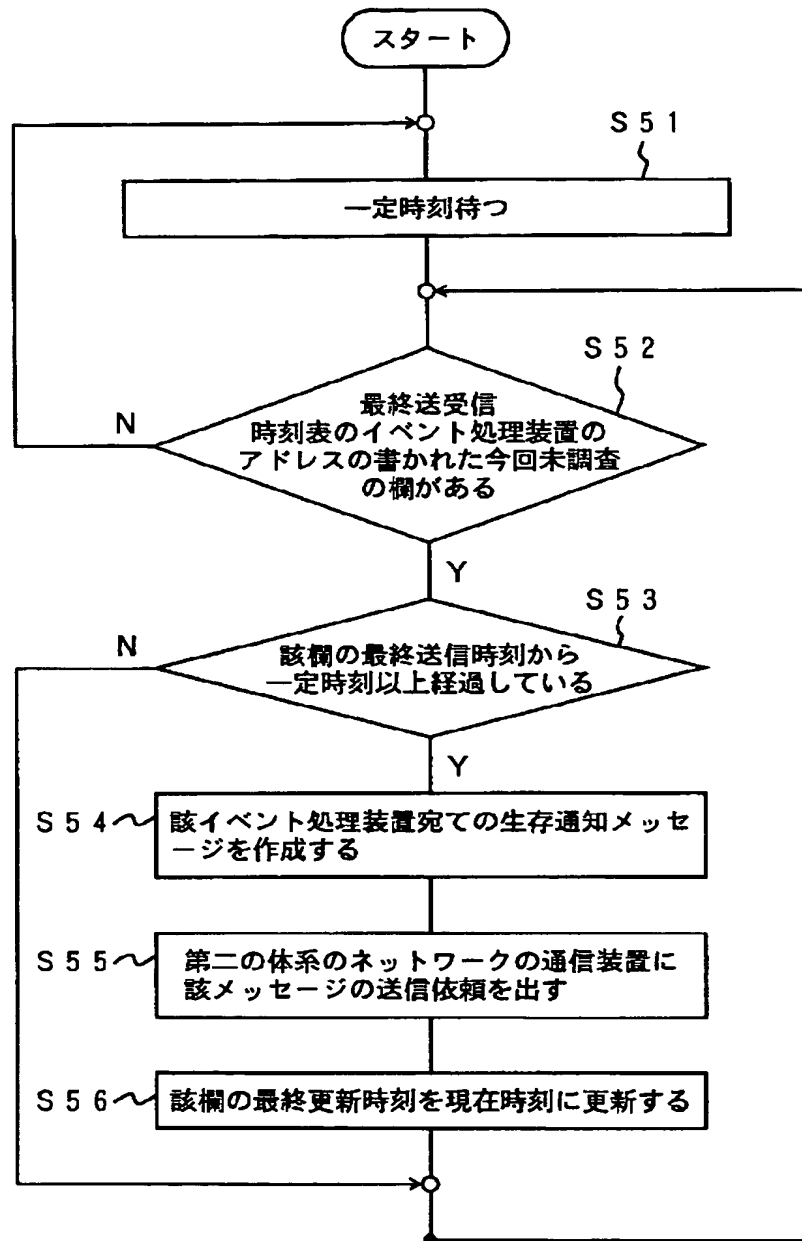 スタート
S51
一定時刻待つ
S52
最終送受信
時刻表のイベント処理装置の
アドレスの書かれた今回未調査
の欄がある
N
Y
S53
該欄の最終送信時刻から
一定時刻以上経過している
N
Y
S54
該イベント処理装置宛ての生存通知メッセ
ージを作成する
S55
第二の体系のネットワークの通信装置に
該メッセージの送信依頼を出す
S56
該欄の最終更新時刻を現在時刻に更新する